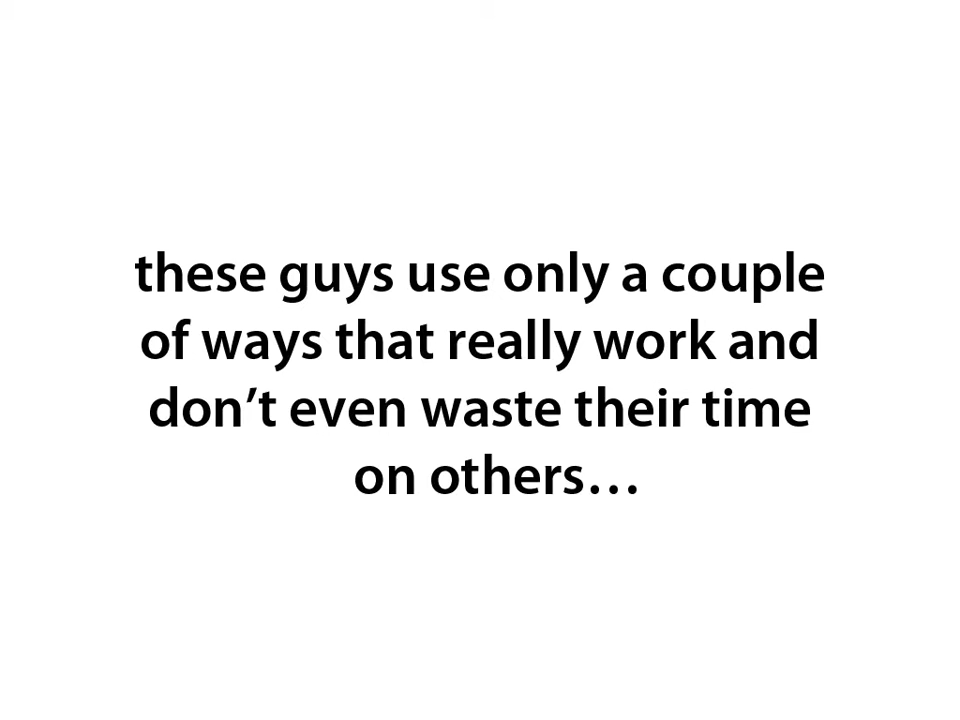 these guys use only a couple
of ways that really work and
don’t even waste their time
on others…